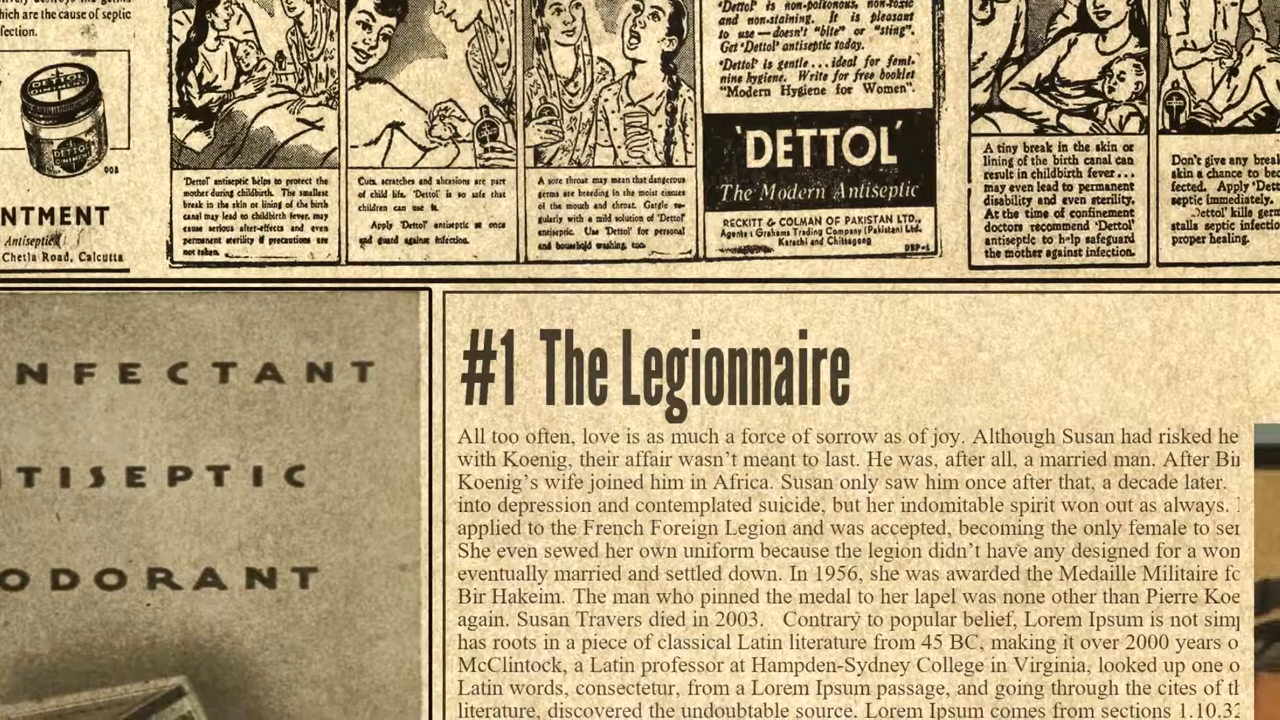 which are the cause of septic
fection.
DETTOL
OINTMENT
DETTOL
OINTMENT
008
NTMENT
Antiseptic
Chetla Road, Calcutta
'Dettol' antiseptic helps to protect the
mother during childbirth. The smallest
break in the skin or lining of the birth
canal may lead to childbirth fever, may
cause serious after-effects and even
permanent sterility if precautions are
not taken.
Cuts, scratches and abrasions are part
of child life. 'Dettol' is so safe that
children can use it.
Apply 'Dettol' antiseptic at once
and guard against infection.
A sore throat may mean that dangerous
germs are breeding in the moist tissues
of the mouth and throat. Gargle re-
gularly with a mild solution of 'Dettol'
antiseptic. Use 'Dettol' for personal
and household washing, too.
'Dettol' is non-poisonous, non-toxic
and non-staining. It is pleasant
to use — doesn't "bite" or "sting".
Get 'Dettol' antiseptic today.
'Dettol' is gentle ... ideal for femi-
nine hygiene. Write for free booklet
"Modern Hygiene for Women".
'DETTOL'
The Modern Antiseptic
RECKITT & COLMAN OF PAKISTAN LTD.,
Agents : Grahams Trading Company (Pakistan) Ltd.
Karachi and Chittagong
DBP-4
A tiny break in the skin or
lining of the birth canal can
result in childbirth fever...
may even lead to permanent
disability and even sterility.
At the time of confinement
doctors recommend 'Dettol'
antiseptic to help safeguard
the mother against infection.
Don't give any break
skin a chance to bec
fected. Apply 'Dett
septic immediately.
'Dettol' kills germ
stalls septic infectio
proper healing.
NFECTANT
TISEPTIC
ODORANT
#1 The Legionnaire
All too often, love is as much a force of sorrow as of joy. Although Susan had risked he
with Koenig, their affair wasn't meant to last. He was, after all, a married man. After Bir
Koenig's wife joined him in Africa. Susan only saw him once after that, a decade later.
into depression and contemplated suicide, but her indomitable spirit won out as always.
applied to the French Foreign Legion and was accepted, becoming the only female to ser
She even sewed her own uniform because the legion didn't have any designed for a won
eventually married and settled down. In 1956, she was awarded the Medaille Militaire fo
Bir Hakeim. The man who pinned the medal to her lapel was none other than Pierre Koe
again. Susan Travers died in 2003. Contrary to popular belief, Lorem Ipsum is not simp
has roots in a piece of classical Latin literature from 45 BC, making it over 2000 years o
McClintock, a Latin professor at Hampden-Sydney College in Virginia, looked up one o
Latin words, consectetur, from a Lorem Ipsum passage, and going through the cites of th
literature, discovered the undoubtable source. Lorem Ipsum comes from sections 1.10.32